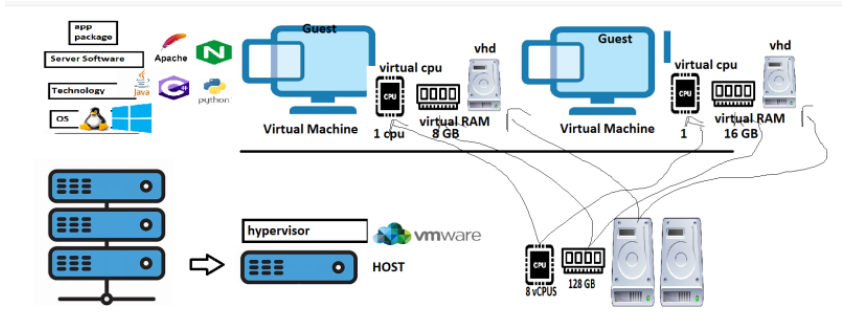 app
package
Server Software
Apache
Technology
Java
python
OS
Guest
virtual cpu
vhd
CPU
virtual RAM
Virtual Machine
1 cpu
8 GB
Guest
virtual cpu
vhd
CPU
virtual RAM
Virtual Machine
1
16 GB
hypervisor
vmware
HOST
CPU
8 vCPUS
128 GB